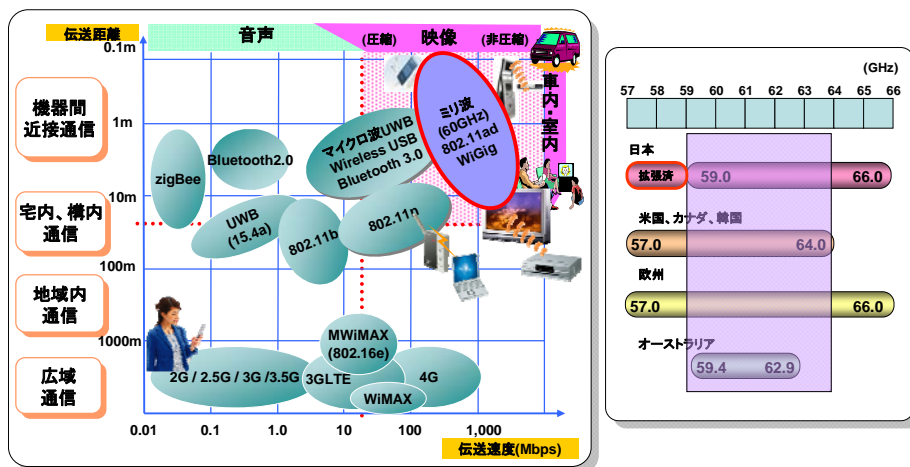 伝送距離
音声
(圧縮)
映像
(非圧縮)
0.1m
機器間
近接通信
1m
ミリ波
(60GHz)
802.11ad
WiGig
車内・室内
マイクロ波UWB
Wireless USB
Bluetooth 3.0
Bluetooth2.0
zigBee
10m
宅内、構内
通信
UWB
(15.4a)
802.11b
802.11n
100m
地域内
通信
1000m
MWiMAX
(802.16e)
広域
通信
2G / 2.5G / 3G /3.5G
3GLTE
4G
WiMAX
0.01
0.1
1.0
10
100
1,000
伝送速度(Mbps)
(GHz)
57 58 59 60 61 62 63 64 65 66
日本
拡張済
59.0
66.0
米国、カナダ、韓国
57.0
64.0
欧州
57.0
66.0
オーストラリア
59.4
62.9